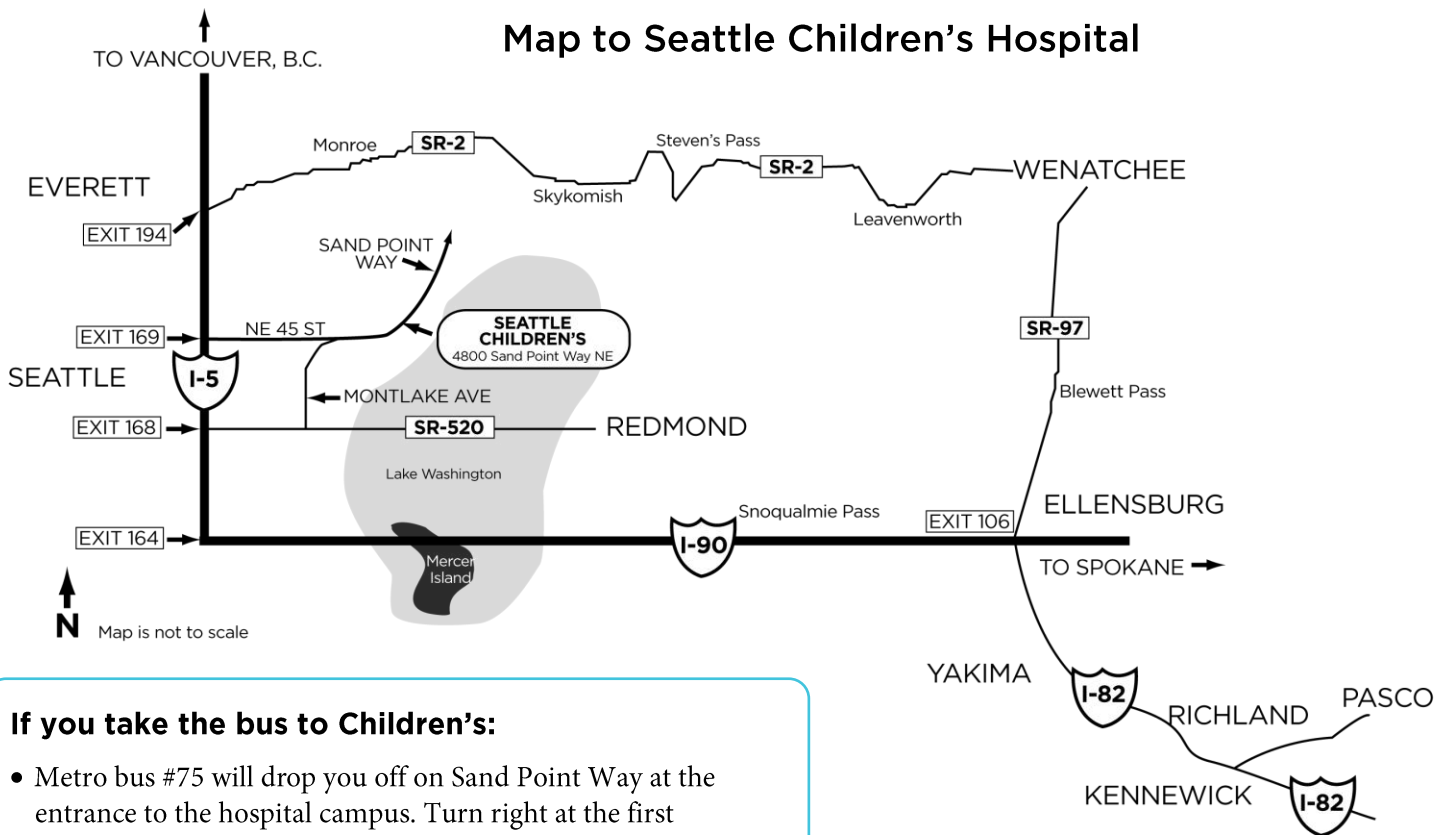 Map to Seattle Children’s Hospital
TO VANCOUVER, B.C.
Monroe
SR-2
Steven’s Pass
SR-2
WENATCHEE
EVERETT
Skykomish
Leavenworth
EXIT 194
SAND POINT
WAY
EXIT 169
NE 45 ST
SEATTLE
CHILDREN’S
4800 Sand Point Way NE
SR-97
SEATTLE
I-5
MONTLAKE AVE
Blewett Pass
EXIT 168
SR-520
REDMOND
Lake Washington
ELLENSBURG
Snoqualmie Pass
EXIT 106
EXIT 164
I-90
Mercer
Island
TO SPOKANE
N
Map is not to scale
YAKIMA
I-82
RICHLAND
PASCO
KENNEWICK
I-82
If you take the bus to Children’s:
• Metro bus #75 will drop you off on Sand Point Way at the
entrance to the hospital campus. Turn right at the first